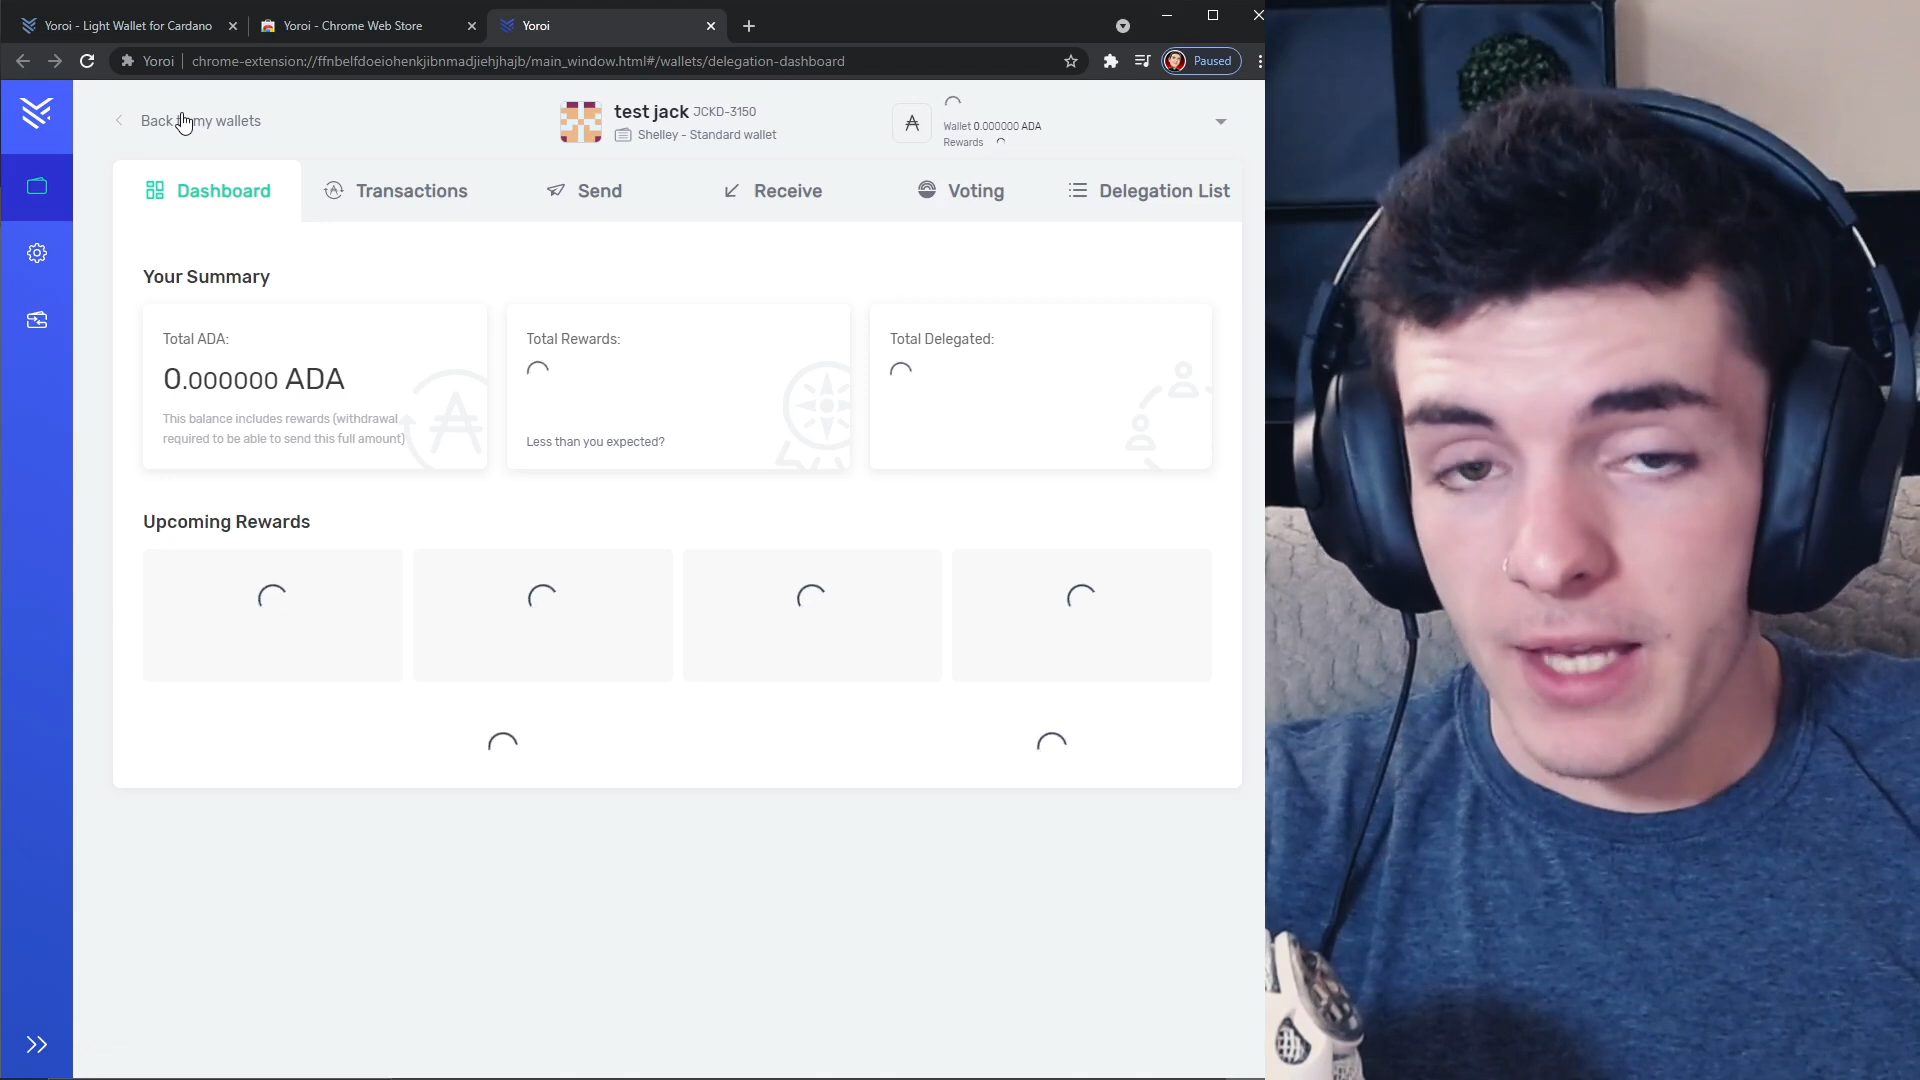 Yoroi - Light Wallet for Cardano
Yoroi - Chrome Web Store
Yoroi
Yoroi
chrome-extension://ffnbelfdoeiohenkjibnmadjiehjhajb/main_window.html#/wallets/delegation-dashboard
Paused
Back my wallets
test jack JCKD-3150
Shelley - Standard wallet
Wallet 0.000000 ADA
Rewards
Dashboard
Transactions
Send
Receive
Voting
Delegation List
Your Summary
Total ADA:
0.000000 ADA
This balance includes rewards (withdrawal
required to be able to send this full amount)
Total Rewards:
Less than you expected?
Total Delegated:
Upcoming Rewards